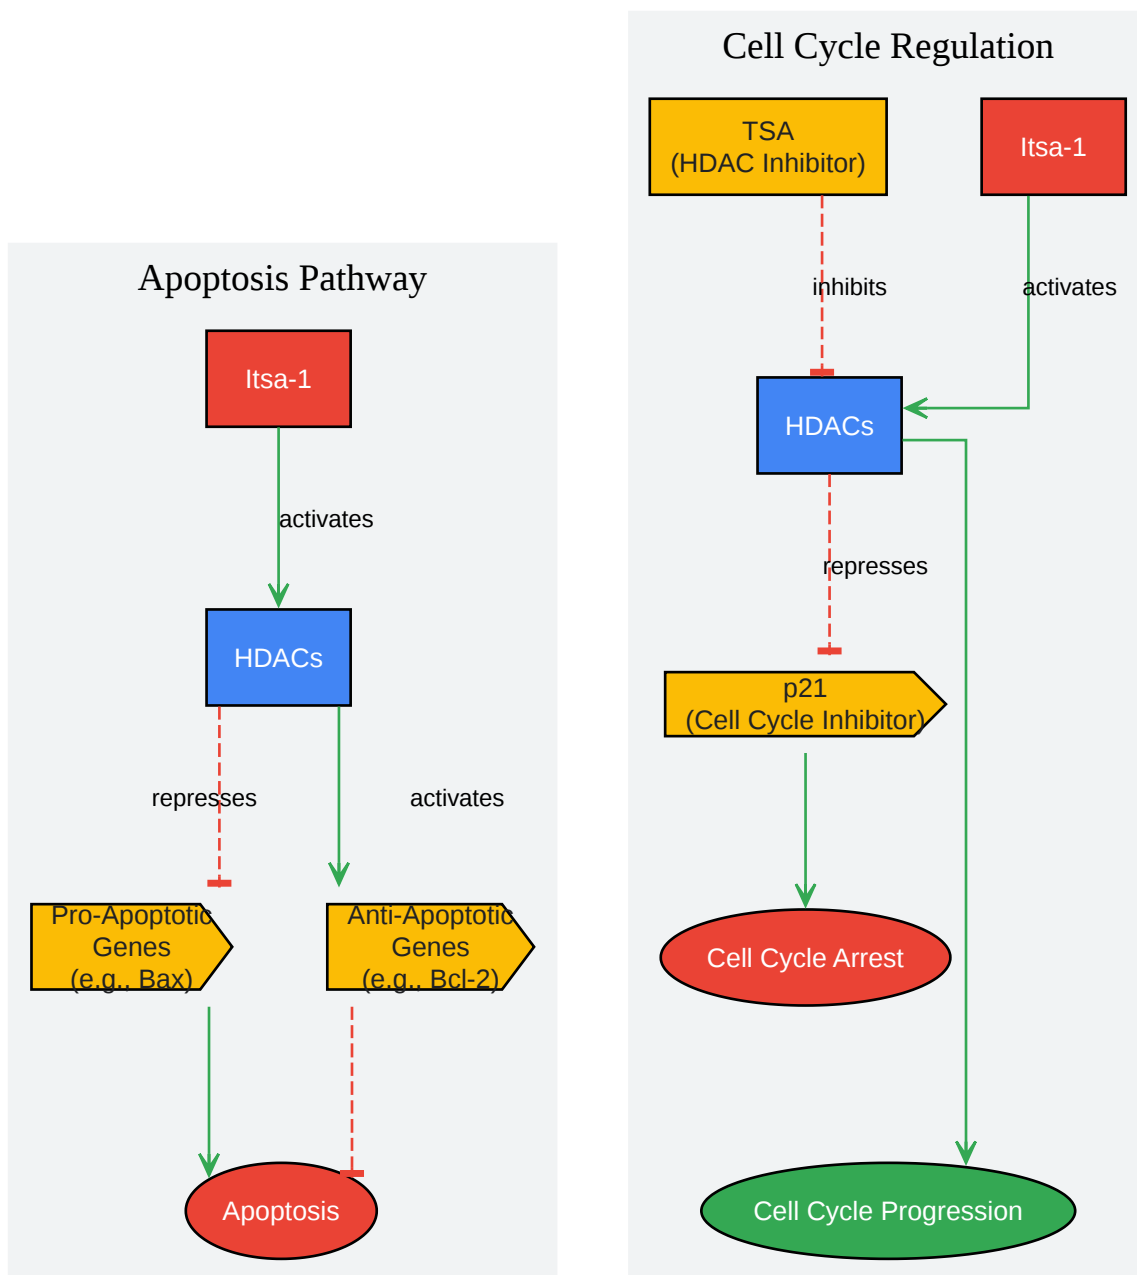 Apoptosis Pathway
Itsa-1
activates
HDACs
represses
activates
Pro-Apoptotic
Genes
(e.g., Bax)
Anti-Apoptotic
Genes
(e.g., Bcl-2)
Apoptosis
Cell Cycle Regulation
TSA
(HDAC Inhibitor)
Itsa-1
inhibits
activates
HDACs
represses
p21
(Cell Cycle Inhibitor)
Cell Cycle Arrest
Cell Cycle Progression